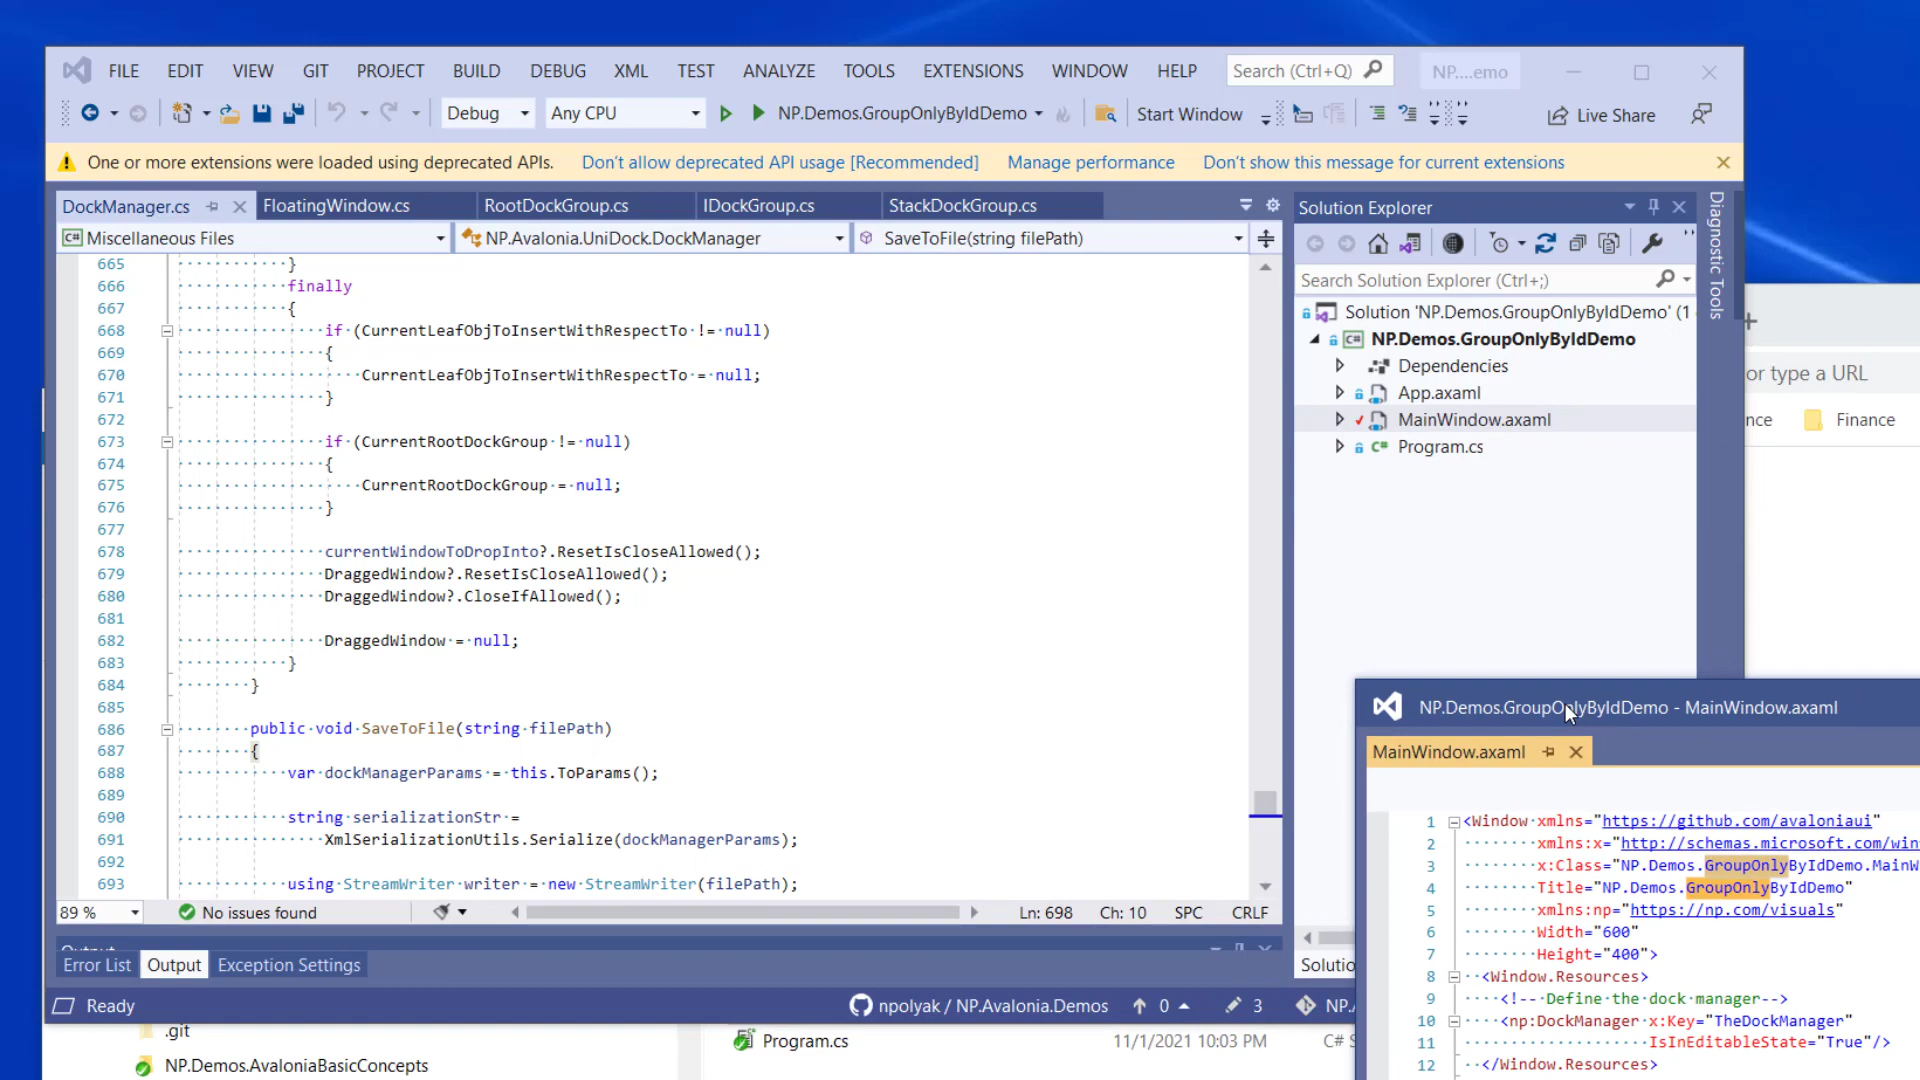 FILE EDIT VIEW GIT PROJECT BUILD DEBUG XML TEST ANALYZE TOOLS EXTENSIONS WINDOW HELP Search (Ctrl+Q) NP....emo
Debug Any CPU NP.Demos.GroupOnlyByIdDemo Start Window Live Share
One or more extensions were loaded using deprecated APIs. Don't allow deprecated API usage [Recommended] Manage performance Don't show this message for current extensions
DockManager.cs FloatingWindow.cs RootDockGroup.cs IDockGroup.cs StackDockGroup.cs
Miscellaneous Files NP.Avalonia.UniDock.DockManager SaveToFile(string filePath)
665 }
666 finally
667 {
668 if (CurrentLeafObjToInsertWithRespectTo != null)
669 {
670 CurrentLeafObjToInsertWithRespectTo = null;
671 }
672
673 if (CurrentRootDockGroup != null)
674 {
675 CurrentRootDockGroup = null;
676 }
677
678 currentWindowToDropInto?.ResetIsCloseAllowed();
679 DraggedWindow?.ResetIsCloseAllowed();
680 DraggedWindow?.CloseIfAllowed();
681
682 DraggedWindow = null;
683 }
684 }
685
686 public void SaveToFile(string filePath)
687 {
688 var dockManagerParams = this.ToParams();
689
690 string serializationStr =
691 XmlSerializationUtils.Serialize(dockManagerParams);
692
693 using StreamWriter writer = new StreamWriter(filePath);
89 % No issues found Ln: 698 Ch: 10 SPC CRLF
Output
Error List Output Exception Settings
Ready npolyak / NP.Avalonia.Demos 0 3 NP.
Solution Explorer
Search Solution Explorer (Ctrl+;)
Solution 'NP.Demos.GroupOnlyByIdDemo' (1
NP.Demos.GroupOnlyByIdDemo
Dependencies
App.axaml
MainWindow.axaml
Program.cs
Solutio
Diagnostic Tools
or type a URL
nce Finance
NP.Demos.GroupOnlyByIdDemo - MainWindow.axaml
MainWindow.axaml
1 <Window xmlns="https://github.com/avaloniaui"
2 xmlns:x="http://schemas.microsoft.com/win
3 x:Class="NP.Demos.GroupOnlyByIdDemo.MainW
4 Title="NP.Demos.GroupOnlyByIdDemo"
5 xmlns:np="https://np.com/visuals"
6 Width="600"
7 Height="400">
8 <Window.Resources>
9 <!-- Define the dock manager-->
10 <np:DockManager x:Key="TheDockManager"
11 IsInEditableState="True"/>
12 </Window.Resources>
.git
NP.Demos.AvaloniaBasicConcepts
Program.cs 11/1/2021 10:03 PM C# S